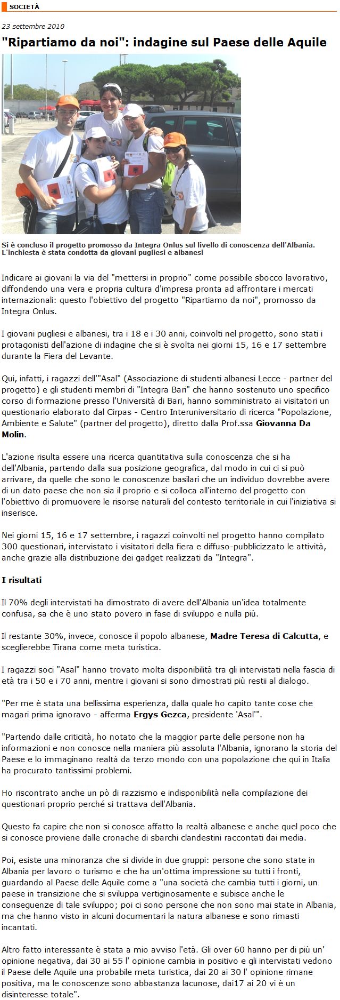 SOCIETÀ
23 settembre 2010
"Ripartiamo da noi": indagine sul Paese delle Aquile
Si è concluso il progetto promosso da Integra Onlus sul livello di conoscenza dell'Albania.
L'inchiesta è stata condotta da giovani pugliesi e albanesi
Indicare ai giovani la via del "mettersi in proprio" come possibile sbocco lavorativo,
diffondendo una vera e propria cultura d'impresa pronta ad affrontare i mercati
internazionali: questo l'obiettivo del progetto "Ripartiamo da noi", promosso da
Integra Onlus.
I giovani pugliesi e albanesi, tra i 18 e i 30 anni, coinvolti nel progetto, sono stati i
protagonisti dell'azione di indagine che si è svolta nei giorni 15, 16 e 17 settembre
durante la Fiera del Levante.
Qui, infatti, i ragazzi dell'"Asal" (Associazione di studenti albanesi Lecce - partner del
progetto) e gli studenti membri di "Integra Bari" che hanno sostenuto uno specifico
corso di formazione presso l'Università di Bari, hanno somministrato ai visitatori un
questionario elaborato dal Cirpas - Centro Interuniversitario di ricerca "Popolazione,
Ambiente e Salute" (partner del progetto), diretto dalla Prof.ssa Giovanna Da
Molin.
L'azione risulta essere una ricerca quantitativa sulla conoscenza che si ha
dell'Albania, partendo dalla sua posizione geografica, dal modo in cui ci si può
arrivare, da quelle che sono le conoscenze basilari che un individuo dovrebbe avere
di un dato paese che non sia il proprio e si colloca all'interno del progetto con
l'obiettivo di promuovere le risorse naturali del contesto territoriale in cui l'iniziativa si
inserisce.
Nei giorni 15, 16 e 17 settembre, i ragazzi coinvolti nel progetto hanno compilato
300 questionari, intervistato i visitatori della fiera e diffuso-pubblicizzato le attività,
anche grazie alla distribuzione dei gadget realizzati da "Integra".
I risultati
Il 70% degli intervistati ha dimostrato di avere dell'Albania un'idea totalmente
confusa, sa che è uno stato povero in fase di sviluppo e nulla più.
Il restante 30%, invece, conosce il popolo albanese, Madre Teresa di Calcutta, e
sceglierebbe Tirana come meta turistica.
I ragazzi soci "Asal" hanno trovato molta disponibilità tra gli intervistati nella fascia di
età tra i 50 e i 70 anni, mentre i giovani si sono dimostrati più restii al dialogo.
"Per me è stata una bellissima esperienza, dalla quale ho capito tante cose che
magari prima ignoravo - afferma Ergys Gezca, presidente 'Asal'".
"Partendo dalle criticità, ho notato che la maggior parte delle persone non ha
informazioni e non conosce nella maniera più assoluta l'Albania, ignorano la storia del
Paese e lo immaginano realtà da terzo mondo con una popolazione che qui in Italia
ha procurato tantissimi problemi.
Ho riscontrato anche un pò di razzismo e indisponibilità nella compilazione dei
questionari proprio perché si trattava dell'Albania.
Questo fa capire che non si conosce affatto la realtà albanese e anche quel poco che
si conosce proviene dalle cronache di sbarchi clandestini raccontati dai media.
Poi, esiste una minoranza che si divide in due gruppi: persone che sono state in
Albania per lavoro o turismo e che ha un'ottima impressione su tutti i fronti,
guardando al Paese delle Aquile come a "una società che cambia tutti i giorni, un
paese in transizione che si sviluppa vertiginosamente e subisce anche le
conseguenze di tale sviluppo; poi ci sono persone che non sono mai state in Albania,
ma che hanno visto in alcuni documentari la natura albanese e sono rimasti
incantati.
Altro fatto interessante è stata a mio avviso l'età. Gli over 60 hanno per di più un'
opinione negativa, dai 30 ai 55 l' opinione cambia in positivo e gli intervistati vedono
il Paese delle Aquile una probabile meta turistica, dai 20 ai 30 l' opinione rimane
positiva, ma le conoscenze sono abbastanza lacunose, dai17 ai 20 vi è un
disinteresse totale".